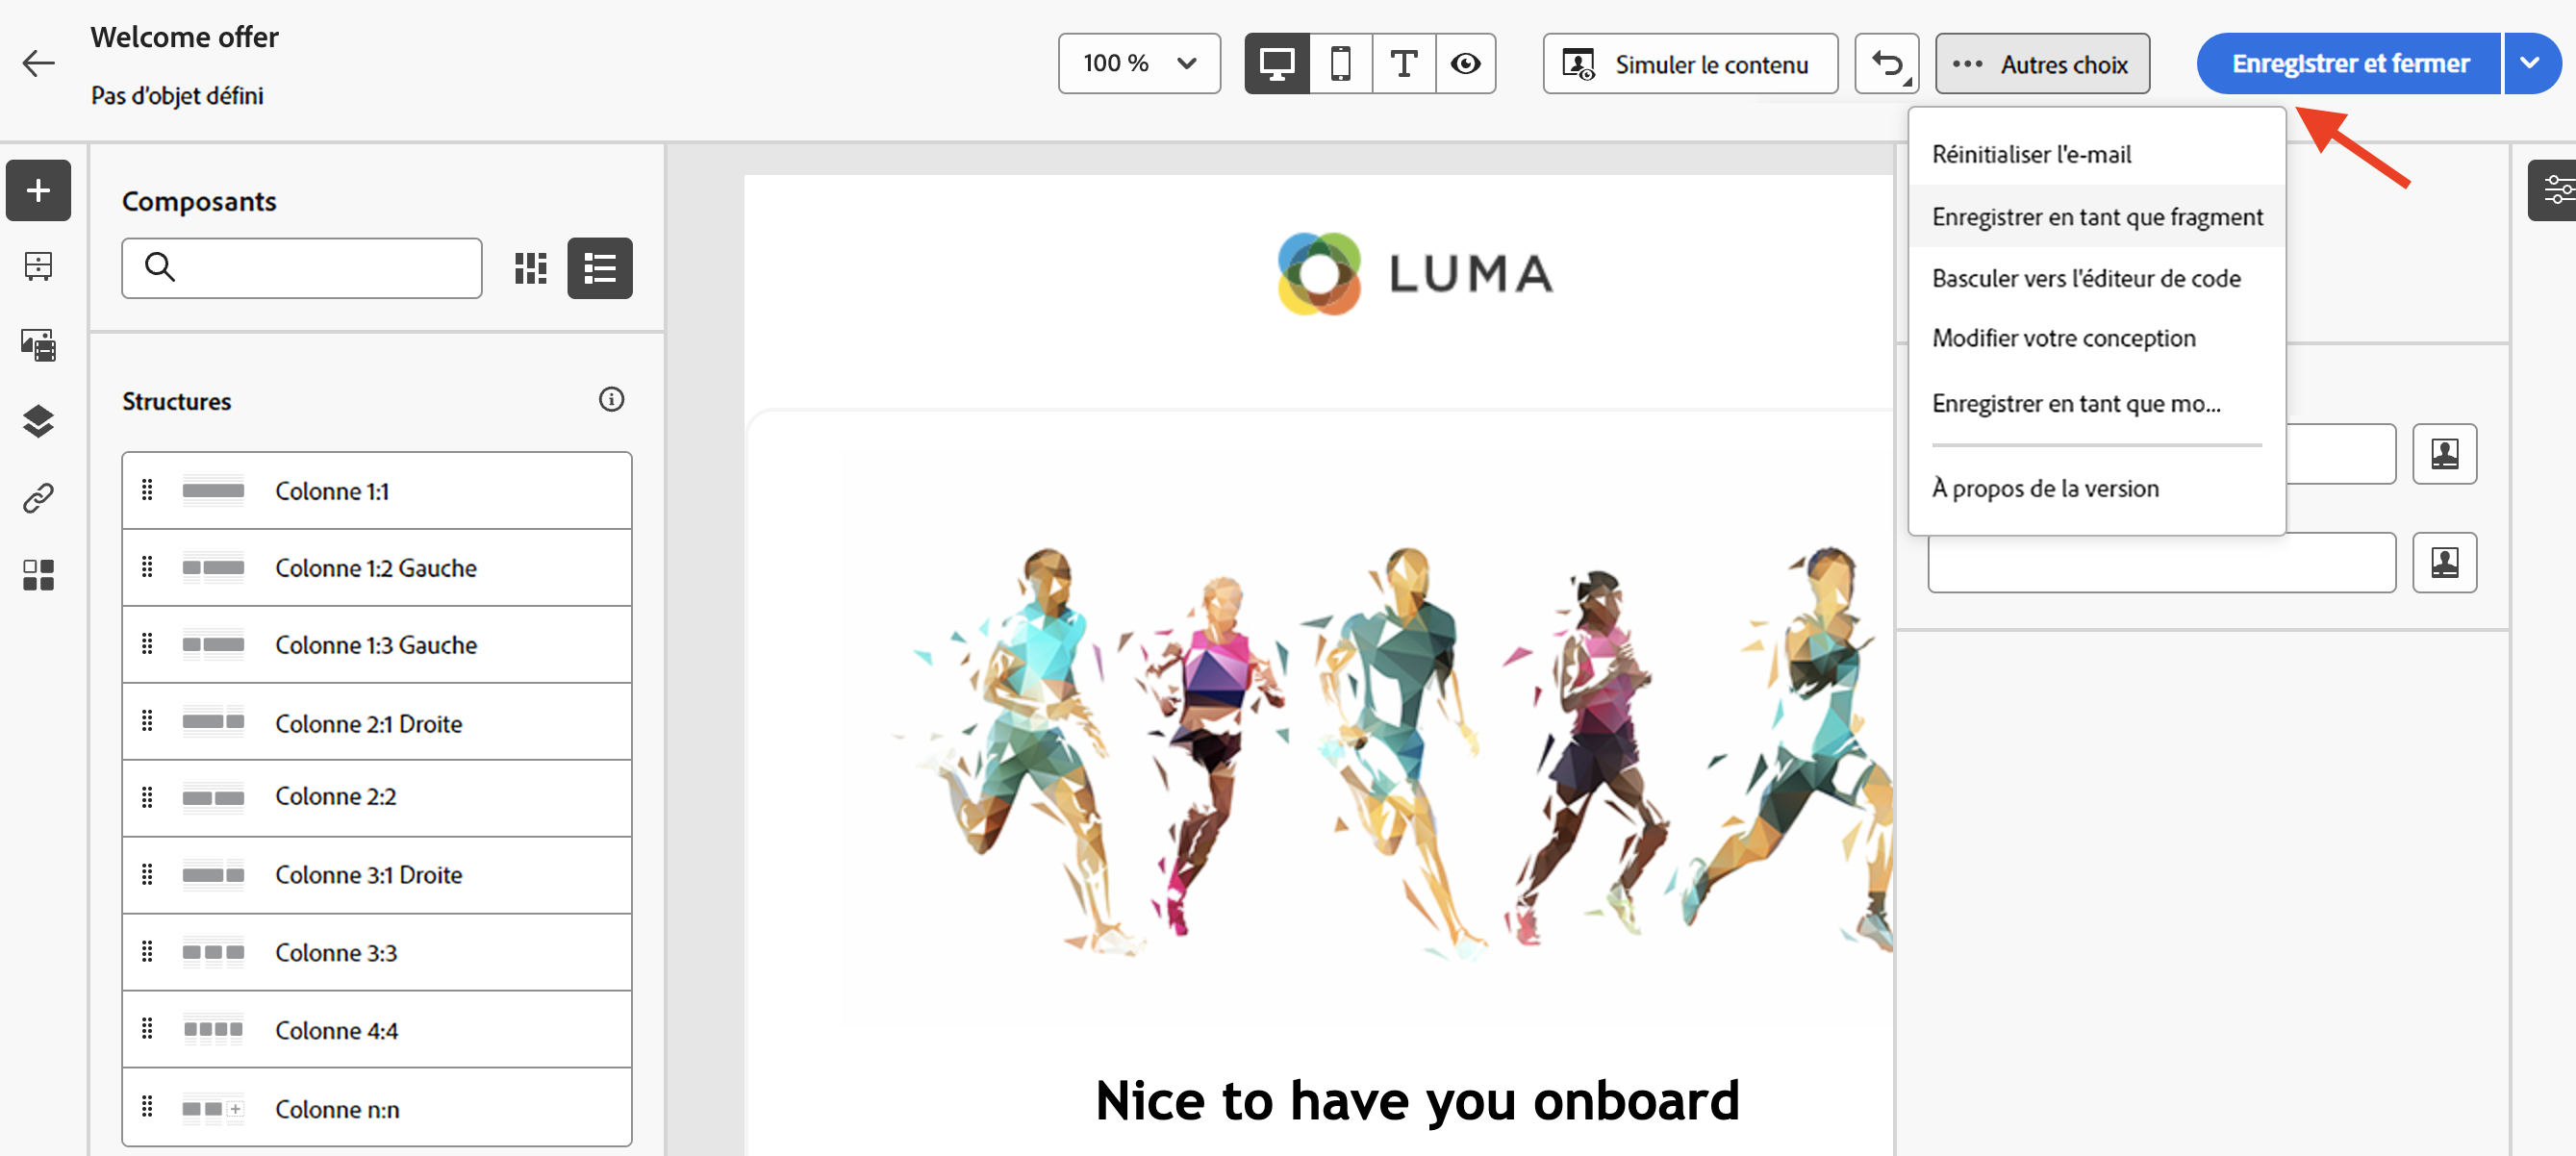 Welcome offer
Pas d'objet défini
100 %
Simuler le contenu
Autres choix
Enregistrer et fermer
Réinitialiser l'e-mail
Enregistrer en tant que fragment
Basculer vers l'éditeur de code
Modifier votre conception
Enregistrer en tant que mo...
À propos de la version
Composants
Structures
Colonne 1:1
Colonne 1:2 Gauche
Colonne 1:3 Gauche
Colonne 2:1 Droite
Colonne 2:2
Colonne 3:1 Droite
Colonne 3:3
Colonne 4:4
Colonne n:n
LUMA
Nice to have you onboard